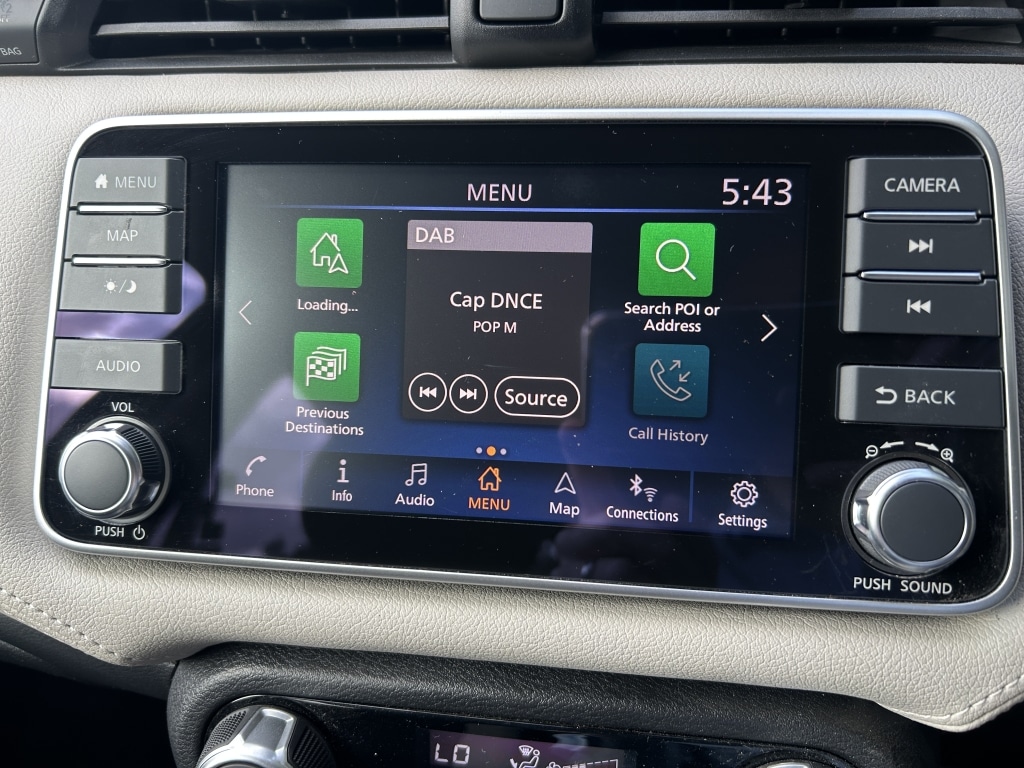 BAG
MENU
MAP
AUDIO
VOL
PUSH
MENU
5:43
Loading...
DAB
Cap DNCE
POP M
Source
Previous
Destinations
Search POI or
Address
Call History
Phone
Info
Audio
MENU
Map
Connections
Settings
CAMERA
BACK
PUSH SOUND
LO